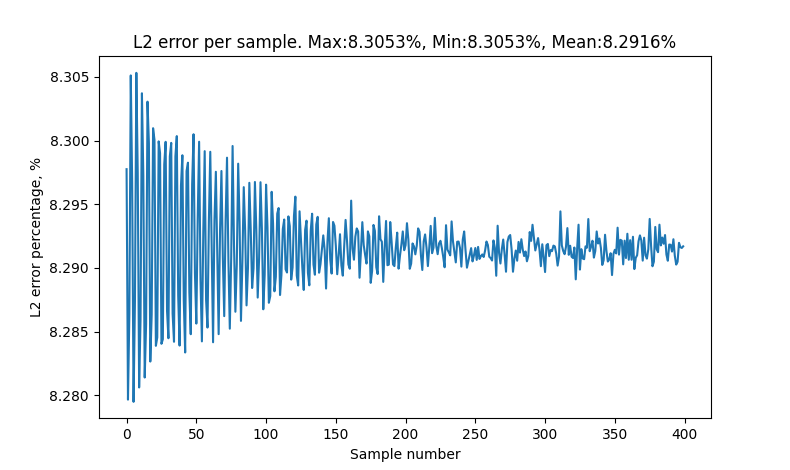 L2 error per sample. Max:8.3053%, Min:8.3053%, Mean:8.2916%
8.305
8.300
8.295
8.290
8.285
8.280
L2 error percentage, %
0 50 100 150 200 250 300 350 400
Sample number